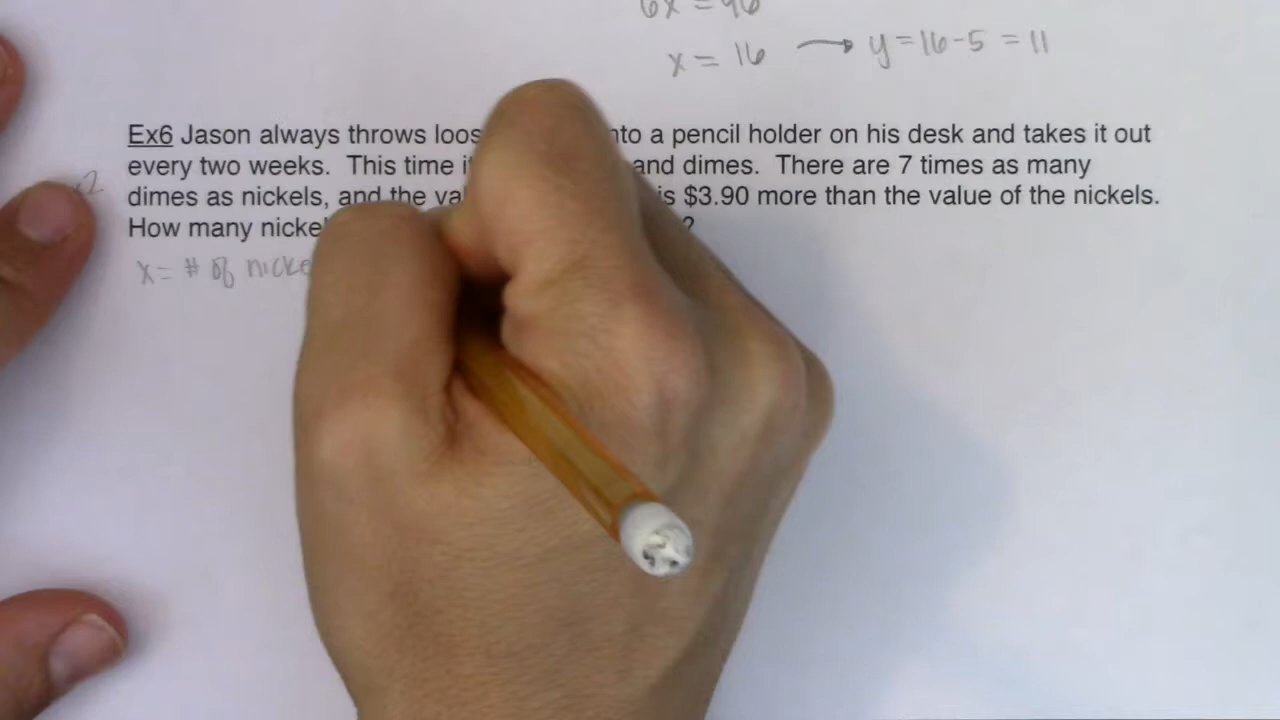 6x = 96
x = 16 → y = 16 - 5 = 11
Ex6 Jason always throws loos nto a pencil holder on his desk and takes it out
every two weeks. This time i and dimes. There are 7 times as many
dimes as nickels, and the va is $3.90 more than the value of the nickels.
How many nicke ?
x = # of nicke